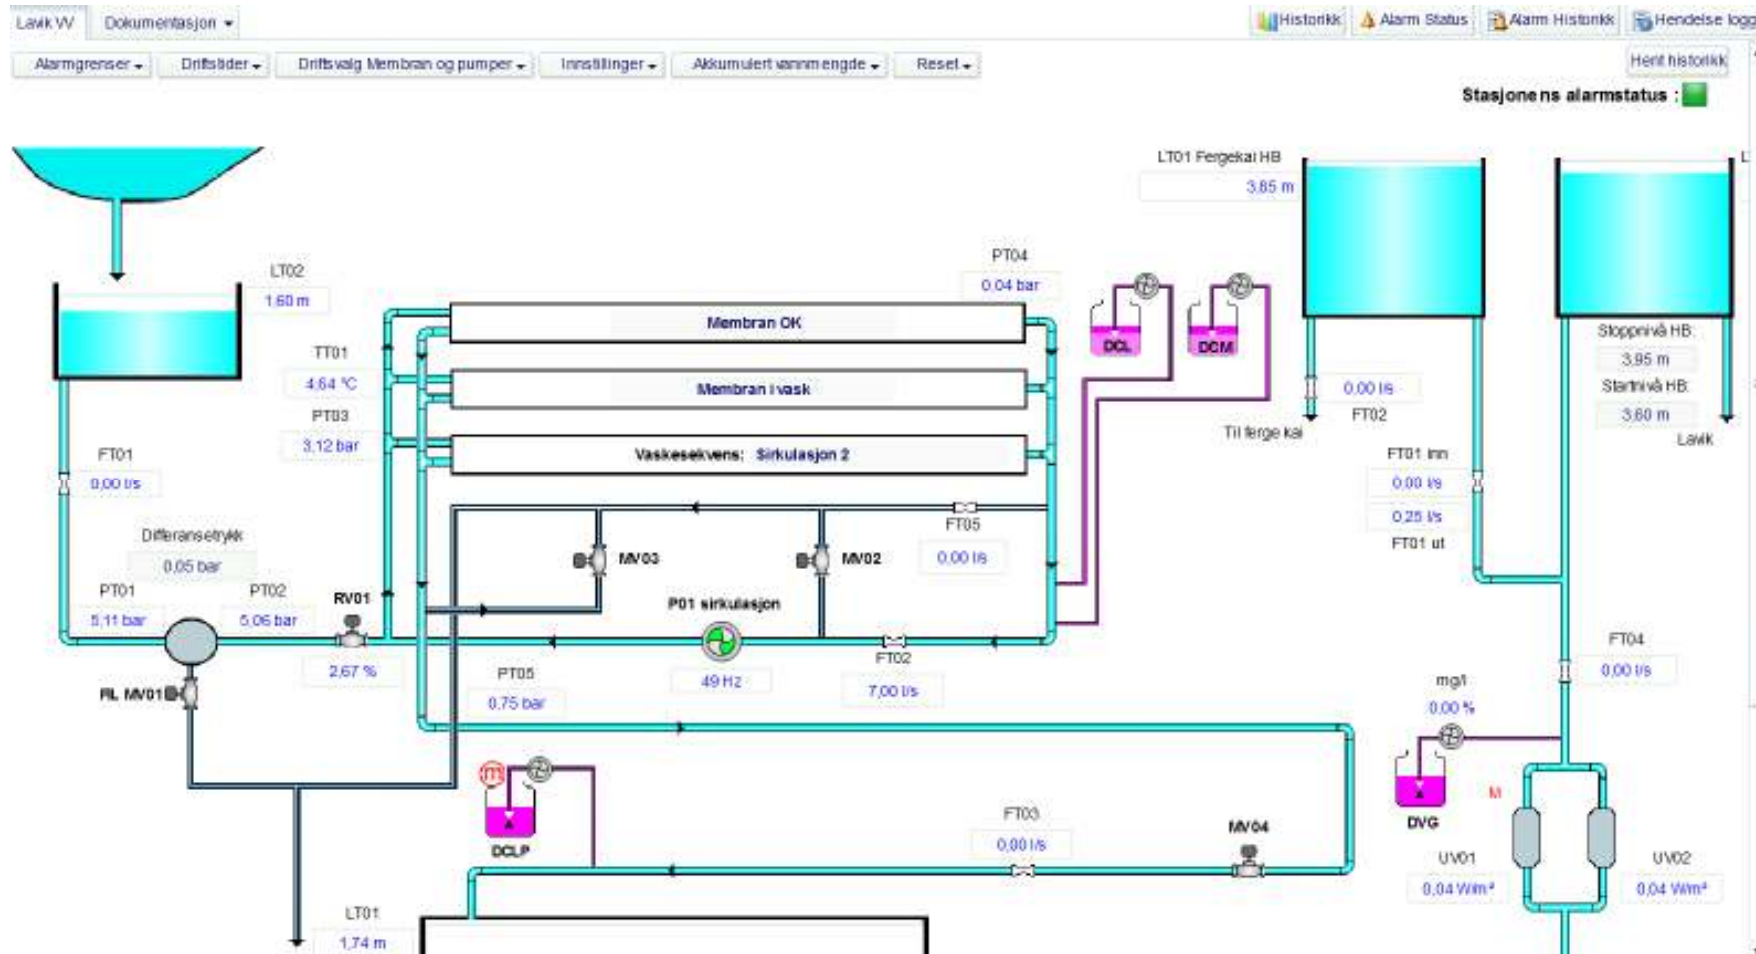 Lavik VV Dokumentasjon Historikk Alarm Status Alarm Historikk Hendelse logg
Alarmgrenser Driftstider Driftsvalg Membran og pumper Innstillinger Akkumulert vannmengde Reset Hent historikk
Stasjonens alarmstatus :
LT01 Fergekai HB
3,85 m
PT04
0,04 bar
LT02
1,60 m
Membran OK
DCL DCM
Stoppnivå HB:
3,95 m
Startnivå HB:
3,60 m
Lavik
TT01
4,64 °C
Membran i vask
0,00 l/s
FT02
Til ferge kai
PT03
3,12 bar
Vaskesekvens: Sirkulasjon 2
FT01
0,00 l/s
FT01 inn
0,00 l/s
0,25 l/s
FT01 ut
Differansetrykk
0,05 bar
MV03 MV02
FT05
0,00 l/s
PT01
5,11 bar
PT02
5,06 bar
RV01
2,67 %
P01 sirkulasjon
49 Hz
FT02
7,00 l/s
FT04
0,00 l/s
RL MV01
PT05
0,75 bar
mg/l
0,00 %
m
M
DCLP
DVG
FT03
0,00 l/s
MV04
UV01
0,04 W/m²
UV02
0,04 W/m²
LT01
1,74 m